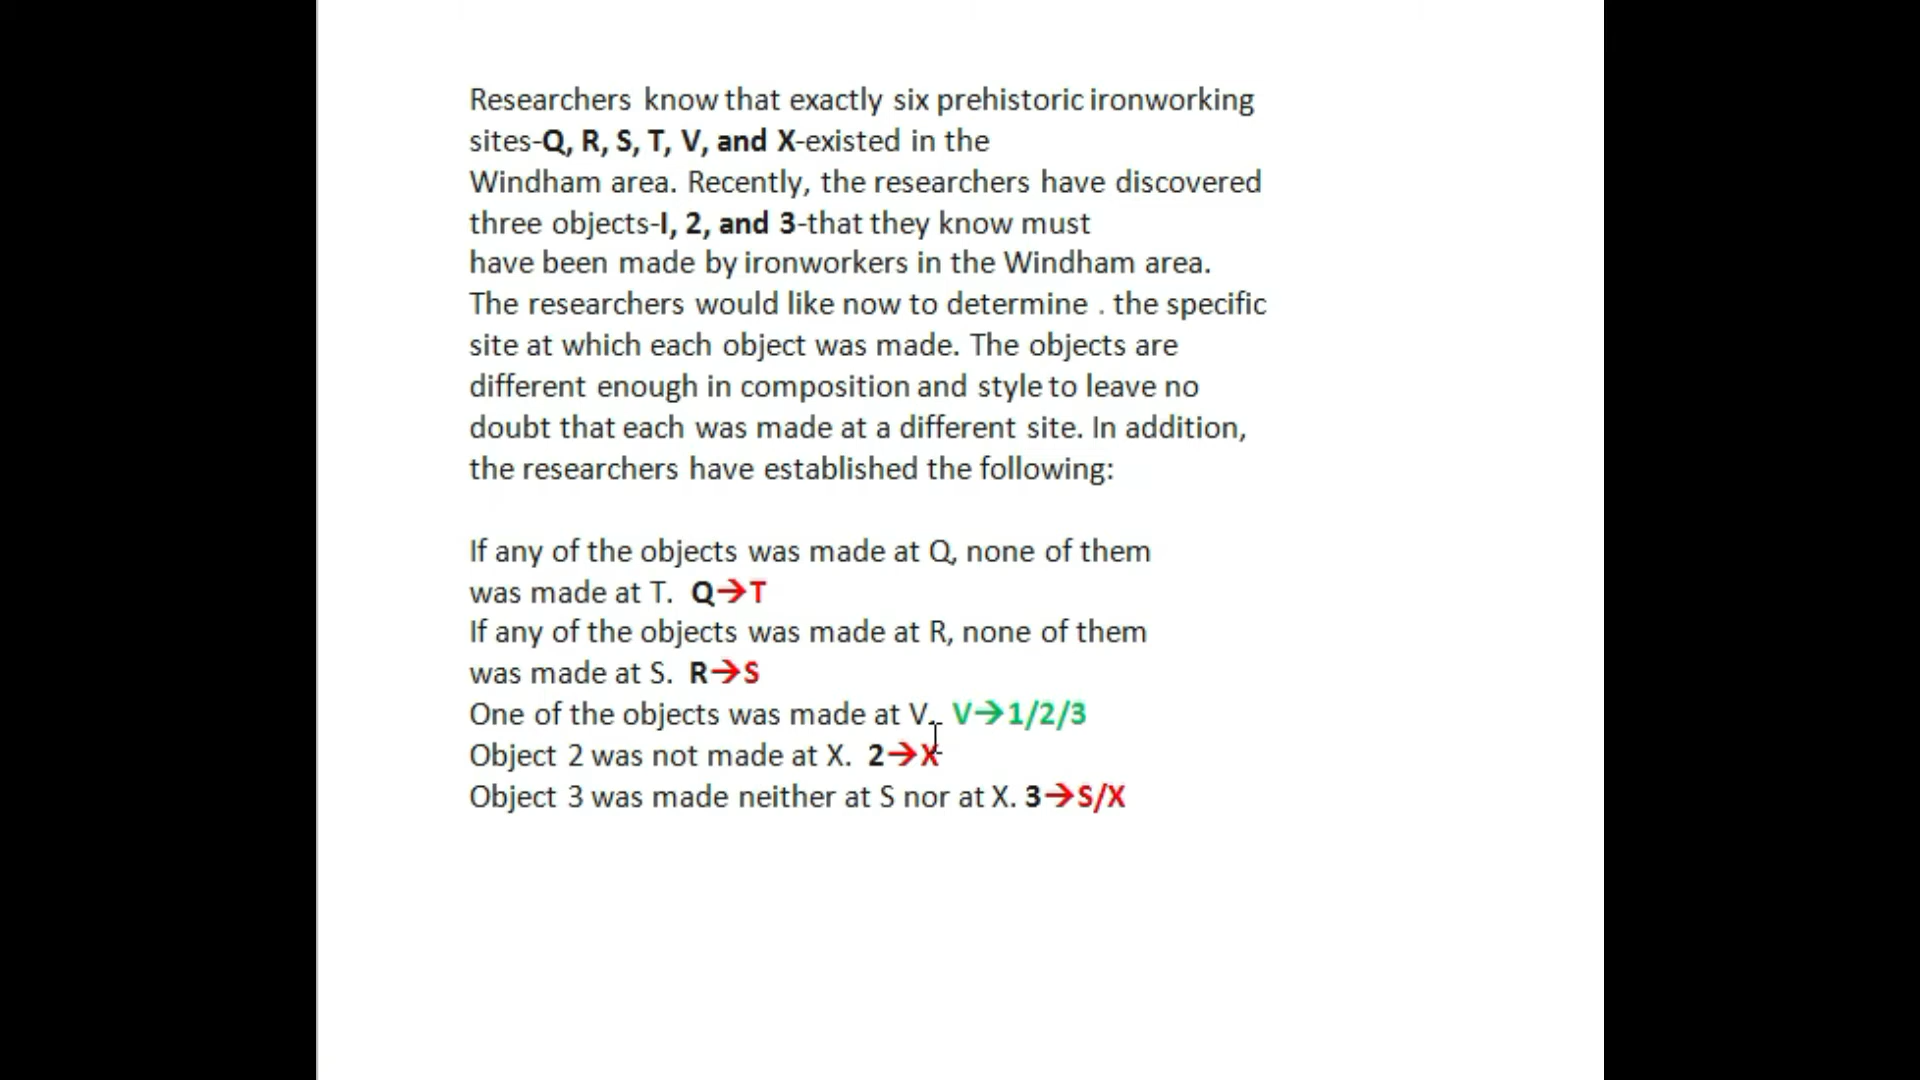 Researchers know that exactly six prehistoric ironworking
sites-Q, R, S, T, V, and X-existed in the
Windham area. Recently, the researchers have discovered
three objects-I, 2, and 3-that they know must
have been made by ironworkers in the Windham area.
The researchers would like now to determine . the specific
site at which each object was made. The objects are
different enough in composition and style to leave no
doubt that each was made at a different site. In addition,
the researchers have established the following:
If any of the objects was made at Q, none of them
was made at T. Q→T
If any of the objects was made at R, none of them
was made at S. R→S
One of the objects was made at V. V→1/2/3
Object 2 was not made at X. 2→X
Object 3 was made neither at S nor at X. 3→S/X